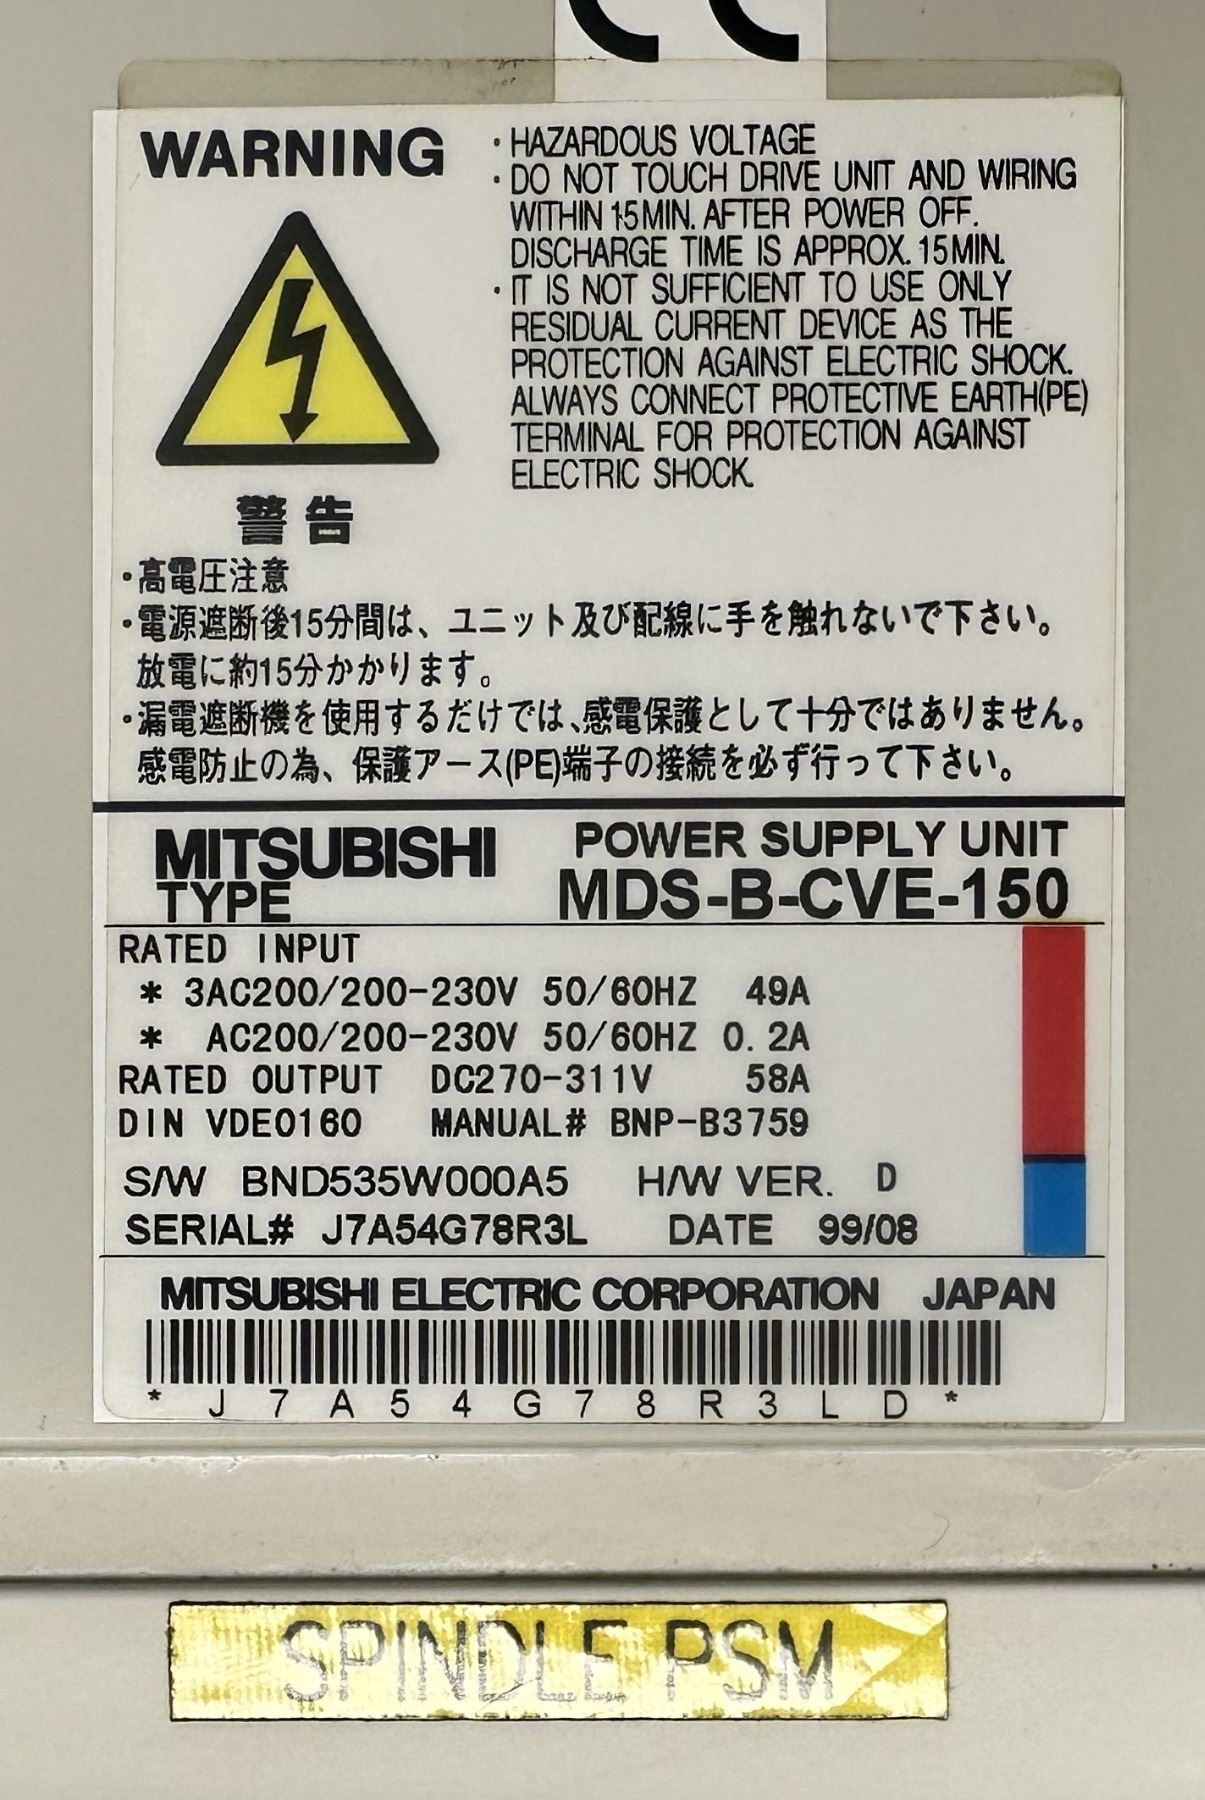 WARNING
・HAZARDOUS VOLTAGE
・DO NOT TOUCH DRIVE UNIT AND WIRING
WITHIN 15MIN. AFTER POWER OFF.
DISCHARGE TIME IS APPROX. 15MIN.
・IT IS NOT SUFFICIENT TO USE ONLY
RESIDUAL CURRENT DEVICE AS THE
PROTECTION AGAINST ELECTRIC SHOCK.
ALWAYS CONNECT PROTECTIVE EARTH(PE)
TERMINAL FOR PROTECTION AGAINST
ELECTRIC SHOCK.
警告
・高電圧注意
・電源遮断後15分間は、ユニット及び配線に手を触れないで下さい。
放電に約15分かかります。
・漏電遮断機を使用するだけでは、感電保護として十分ではありません。
感電防止の為、保護アース(PE)端子の接続を必ず行って下さい。
MITSUBISHI POWER SUPPLY UNIT
TYPE MDS-B-CVE-150
RATED INPUT
* 3AC200/200-230V 50/60HZ 49A
* AC200/200-230V 50/60HZ 0.2A
RATED OUTPUT DC270-311V 58A
DIN VDE0160 MANUAL# BNP-B3759
S/W BND535W000A5 H/W VER. D
SERIAL# J7A54G78R3L DATE 99/08
MITSUBISHI ELECTRIC CORPORATION JAPAN
* J 7 A 5 4 G 7 8 R 3 L D *
SPINDLE PSM